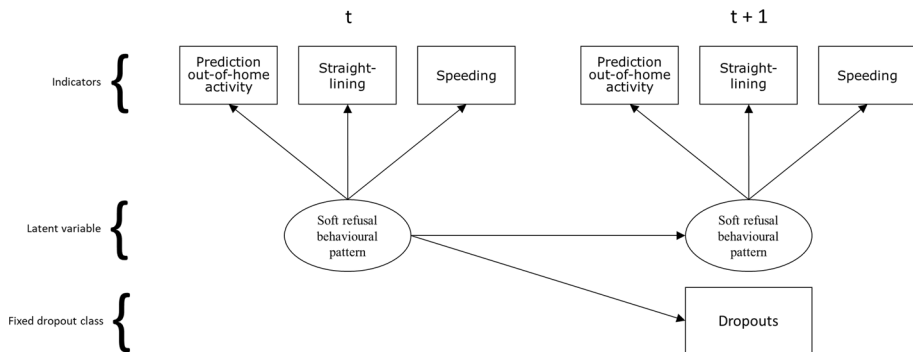 t
t + 1
Indicators
Prediction
out-of-home
activity
Straight-
lining
Speeding
Prediction
out-of-home
activity
Straight-
lining
Speeding
Latent variable
Soft refusal
behavioural
pattern
Soft refusal
behavioural
pattern
Fixed dropout class
Dropouts